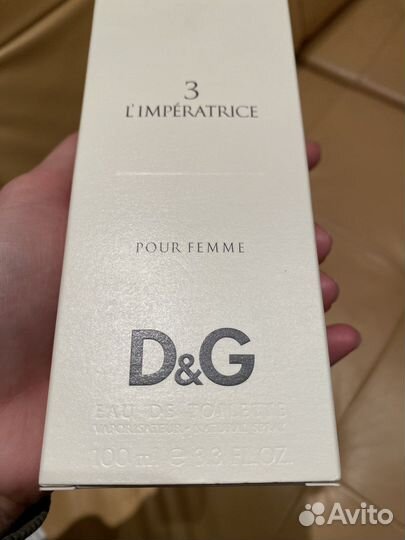 3
L'IMPÉRATRICE
POUR FEMME
D&G
EAU DE TOILETTE
VAPORISATEUR - NATURAL SPRAY
100 ml e 3.3 FL.OZ.
Avito